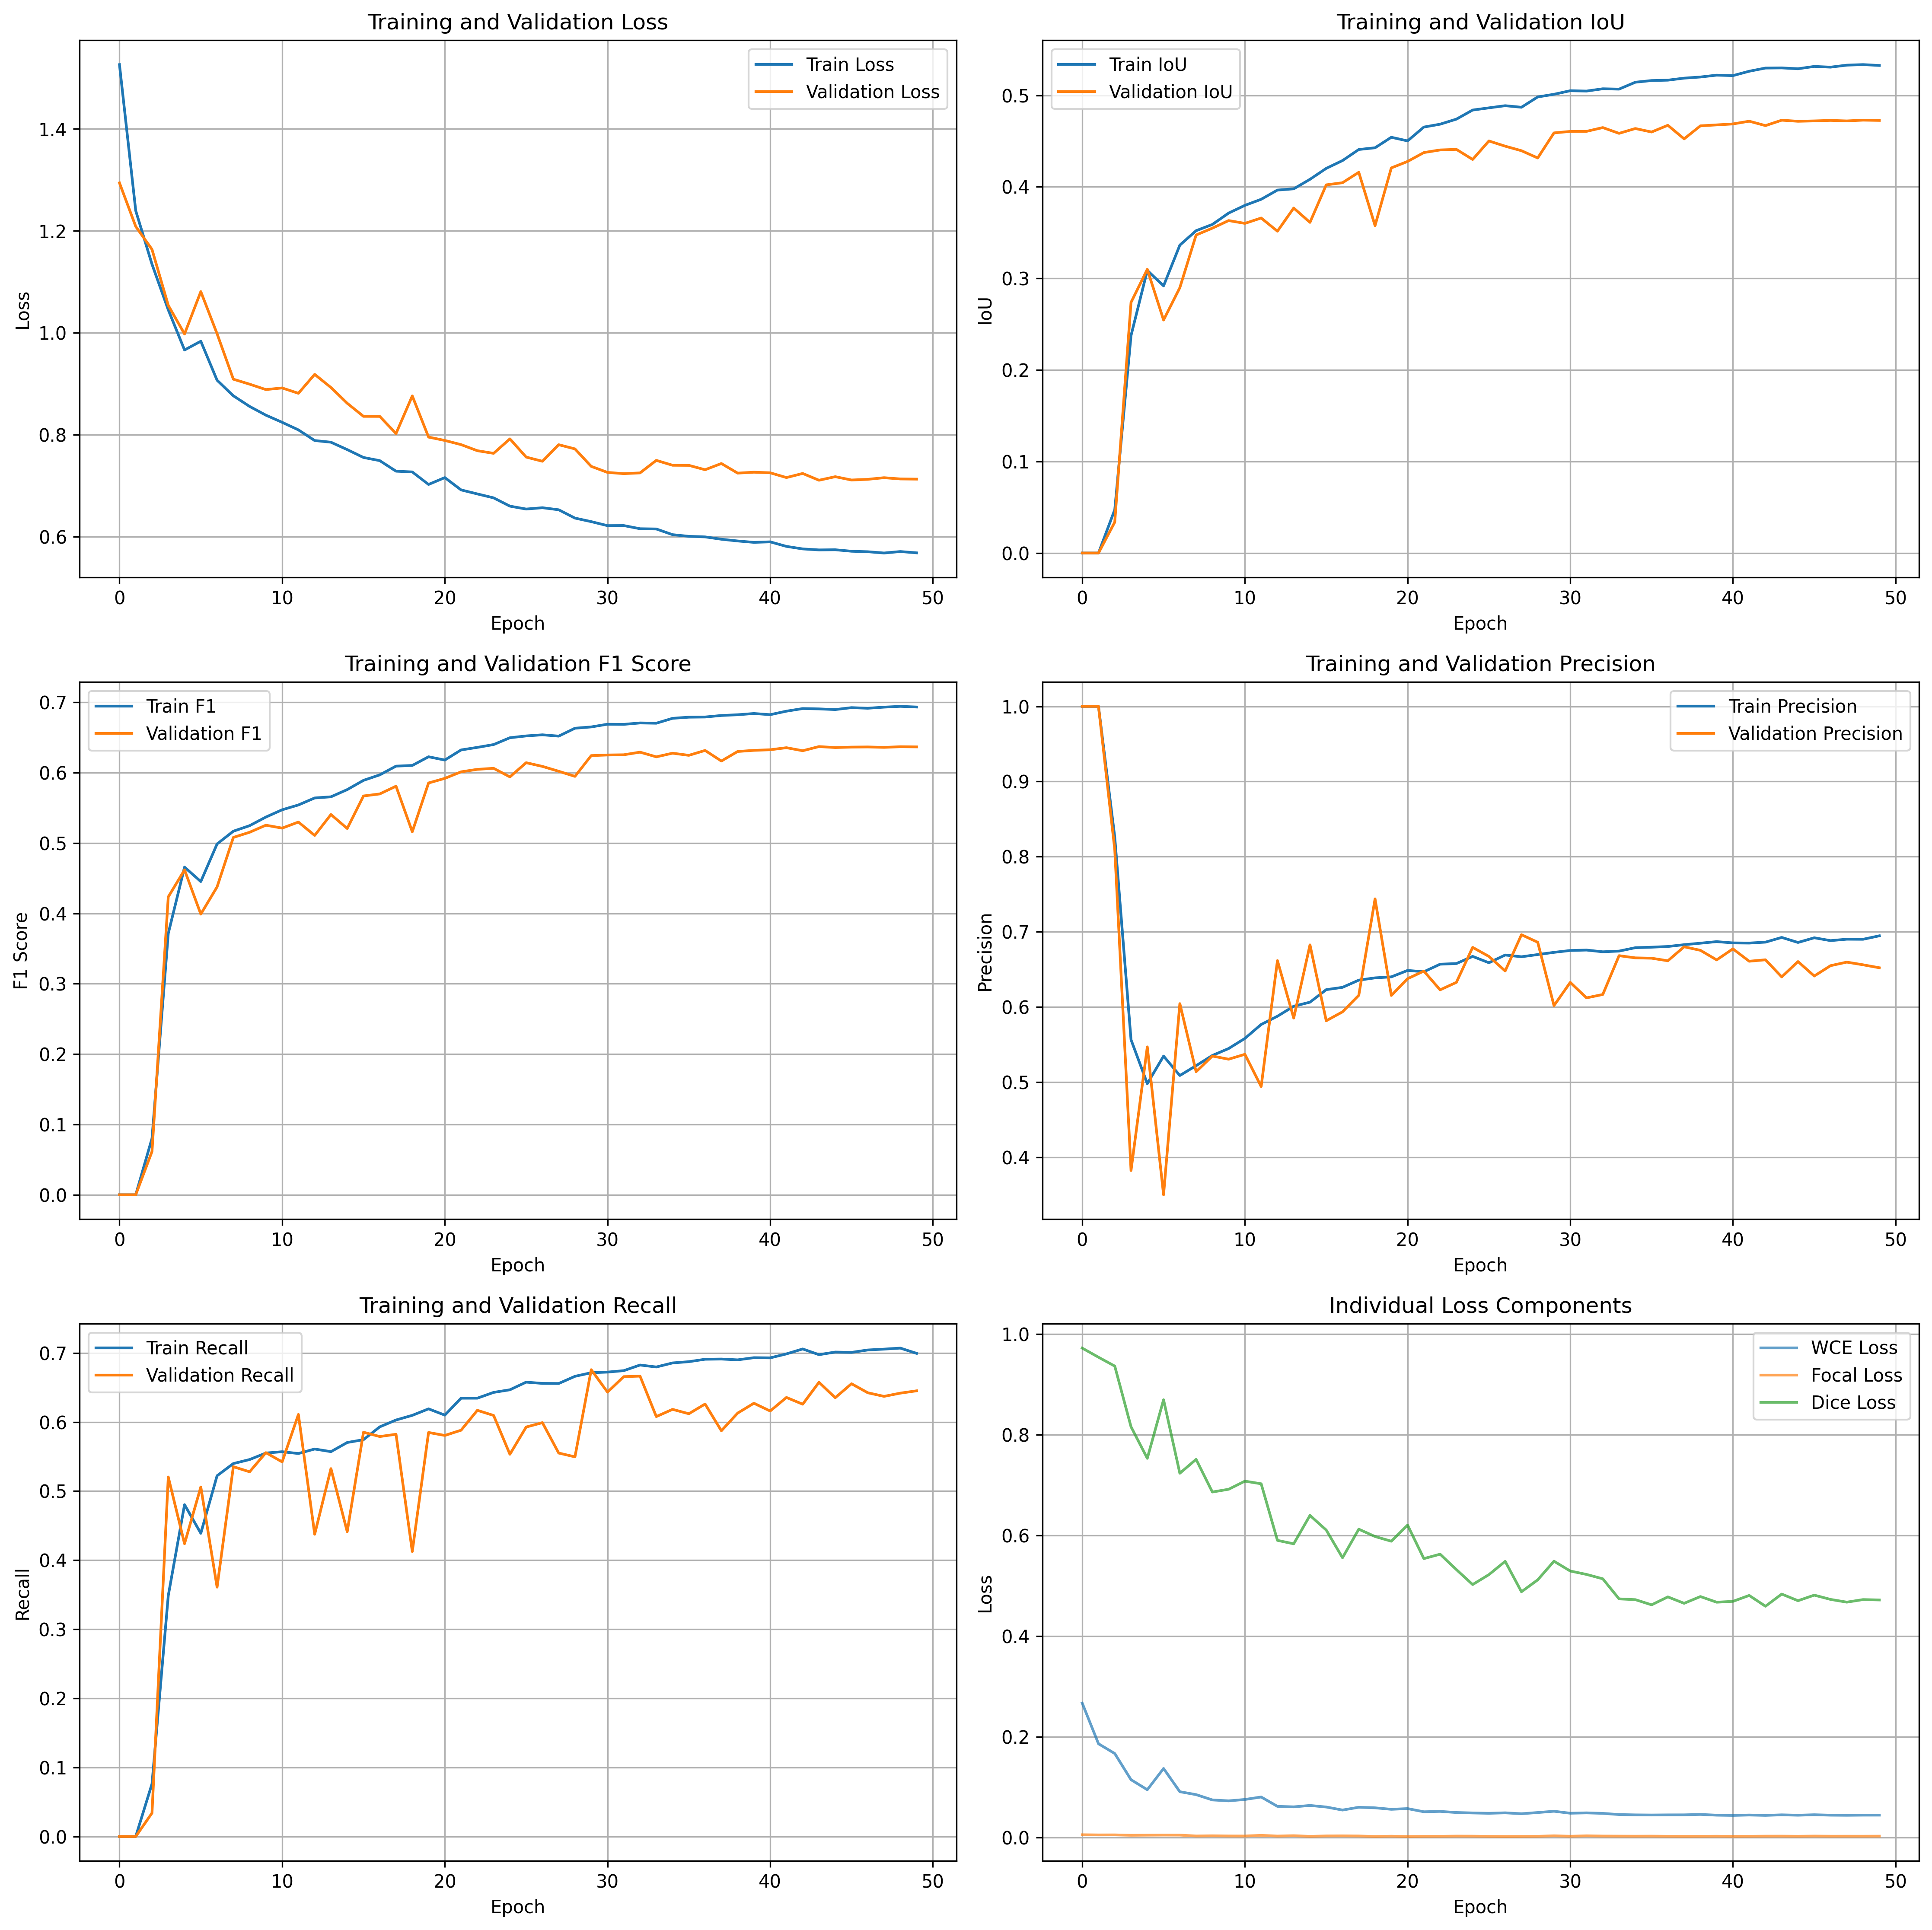 Training and Validation Loss
Train Loss
Validation Loss
1.4
1.2
1.0
0.8
0.6
Loss
0 10 20 30 40 50
Epoch
Training and Validation IoU
Train IoU
Validation IoU
0.5
0.4
0.3
0.2
0.1
0.0
IoU
0 10 20 30 40 50
Epoch
Training and Validation F1 Score
Train F1
Validation F1
0.7
0.6
0.5
0.4
0.3
0.2
0.1
0.0
F1 Score
0 10 20 30 40 50
Epoch
Training and Validation Precision
Train Precision
Validation Precision
1.0
0.9
0.8
0.7
0.6
0.5
0.4
Precision
0 10 20 30 40 50
Epoch
Training and Validation Recall
Train Recall
Validation Recall
0.7
0.6
0.5
0.4
0.3
0.2
0.1
0.0
Recall
0 10 20 30 40 50
Epoch
Individual Loss Components
WCE Loss
Focal Loss
Dice Loss
1.0
0.8
0.6
0.4
0.2
0.0
Loss
0 10 20 30 40 50
Epoch